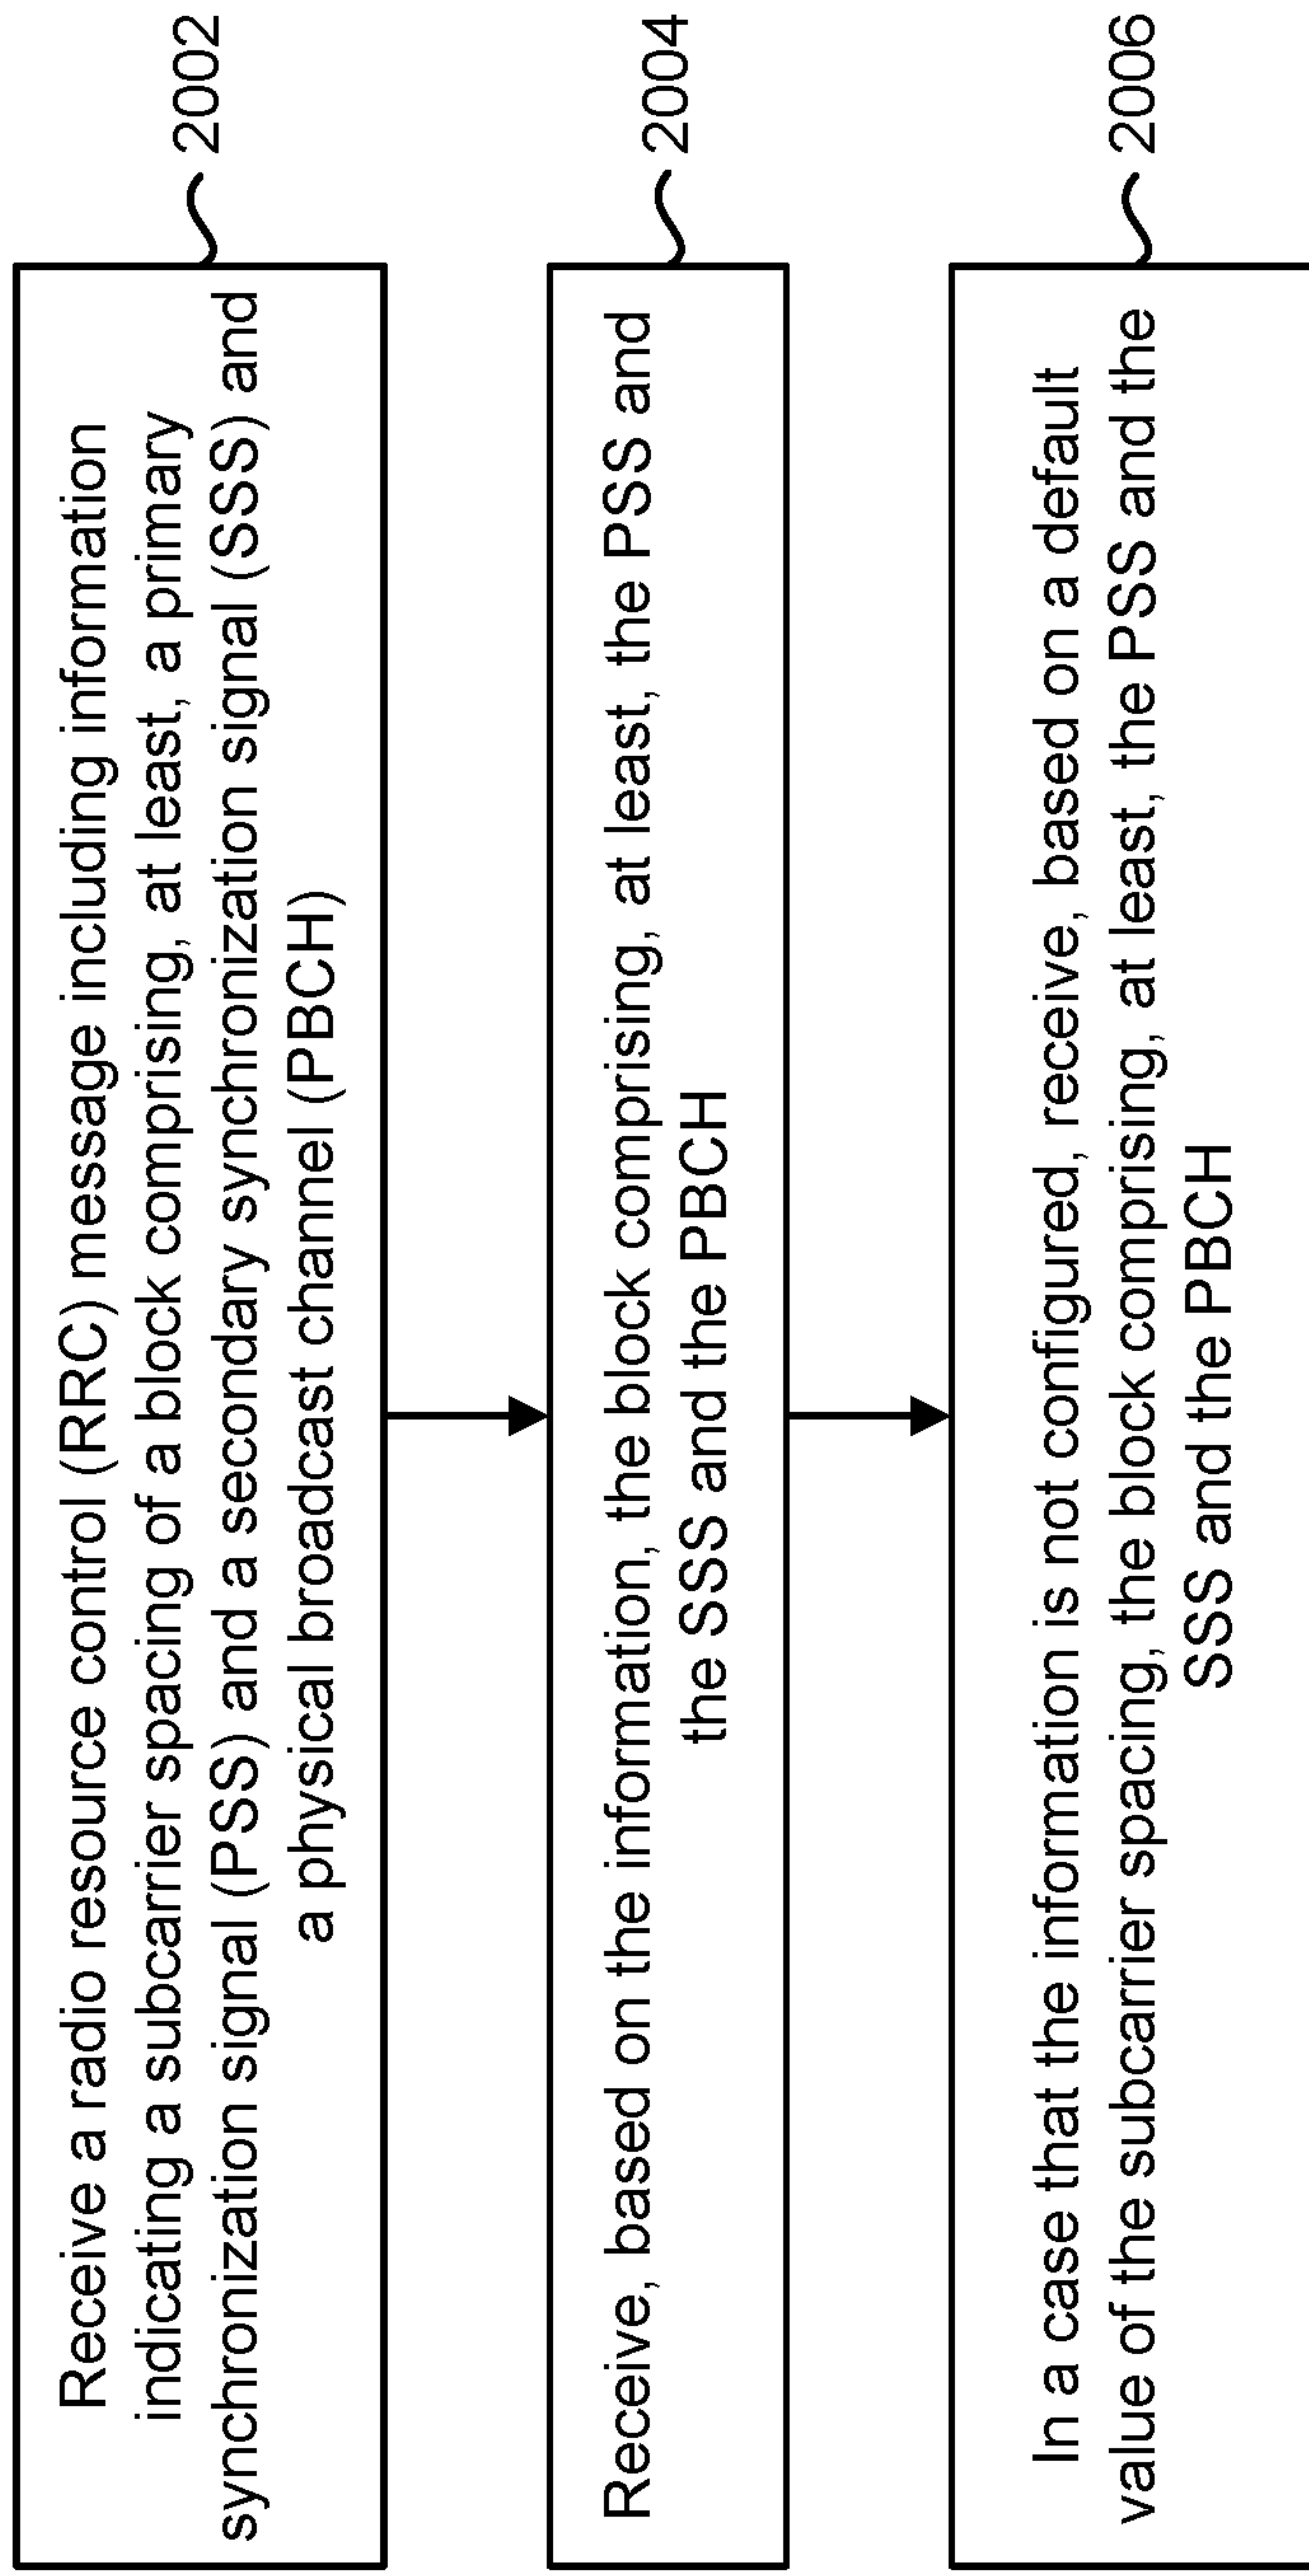 Receive a radio resource control (RRC) message including information
indicating a subcarrier spacing of a block comprising, at least, a primary
synchronization signal (PSS) and a secondary synchronization signal (SSS) and
a physical broadcast channel (PBCH)
2002
Receive, based on the information, the block comprising, at least, the PSS and
the SSS and the PBCH
2004
In a case that the information is not configured, receive, based on a default
value of the subcarrier spacing, the block comprising, at least, the PSS and the
SSS and the PBCH
2006